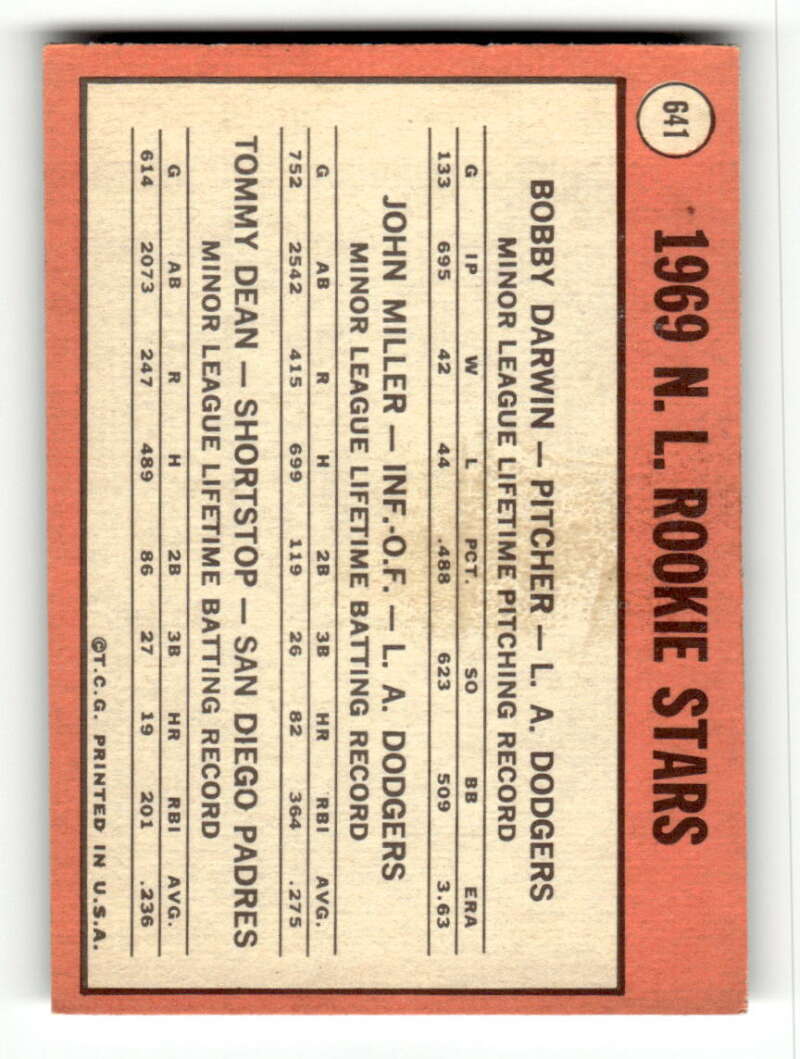 641
1969 N. L. ROOKIE STARS
BOBBY DARWIN — PITCHER — L. A. DODGERS
MINOR LEAGUE LIFETIME PITCHING RECORD
G IP W L PCT. SO BB ERA
133 695 42 44 .488 623 509 3.63
JOHN MILLER — INF.-O.F. — L. A. DODGERS
MINOR LEAGUE LIFETIME BATTING RECORD
G AB R H 2B 3B HR RBI AVG.
752 2542 415 699 119 26 82 364 .275
TOMMY DEAN — SHORTSTOP — SAN DIEGO PADRES
MINOR LEAGUE LIFETIME BATTING RECORD
G AB R H 2B 3B HR RBI AVG.
614 2073 247 489 86 27 19 201 .236
©T.C.G. PRINTED IN U.S.A.